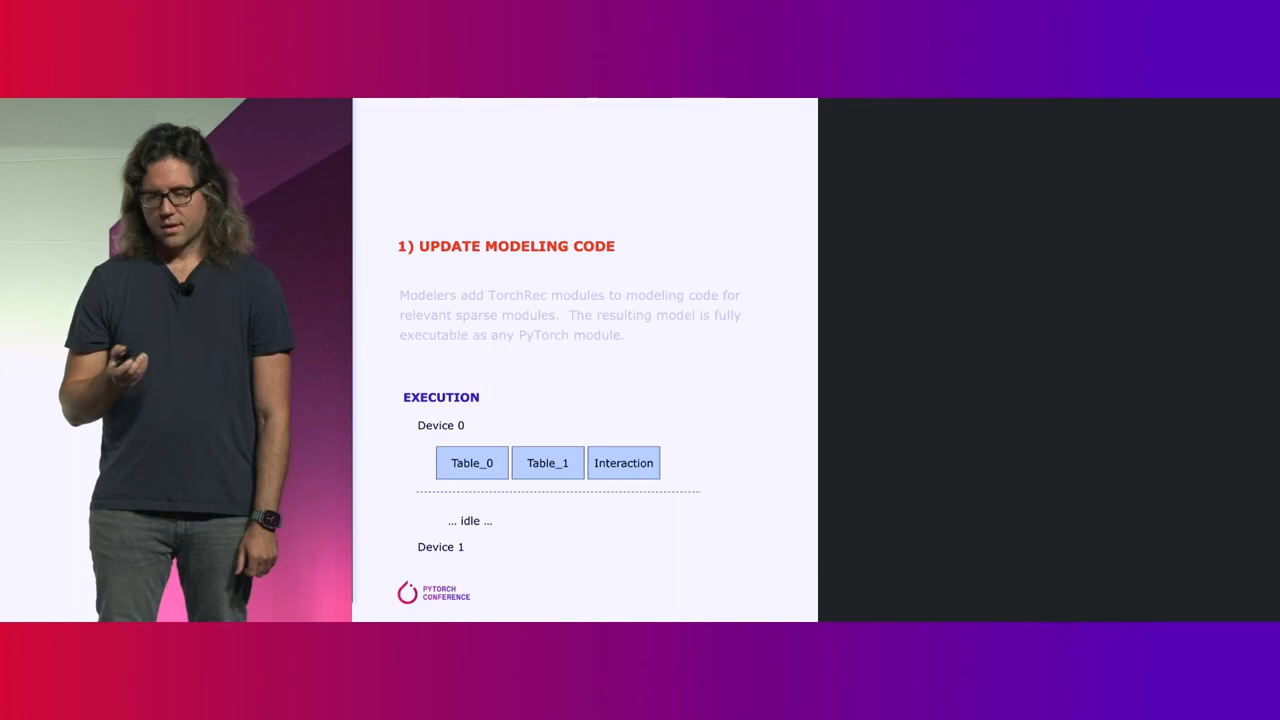 1) UPDATE MODELING CODE
Modelers add TorchRec modules to modeling code for
relevant sparse modules.  The resulting model is fully
executable as any PyTorch module.
EXECUTION
Device 0
Table_0
Table_1
Interaction
... idle ...
Device 1
PYTORCH
CONFERENCE